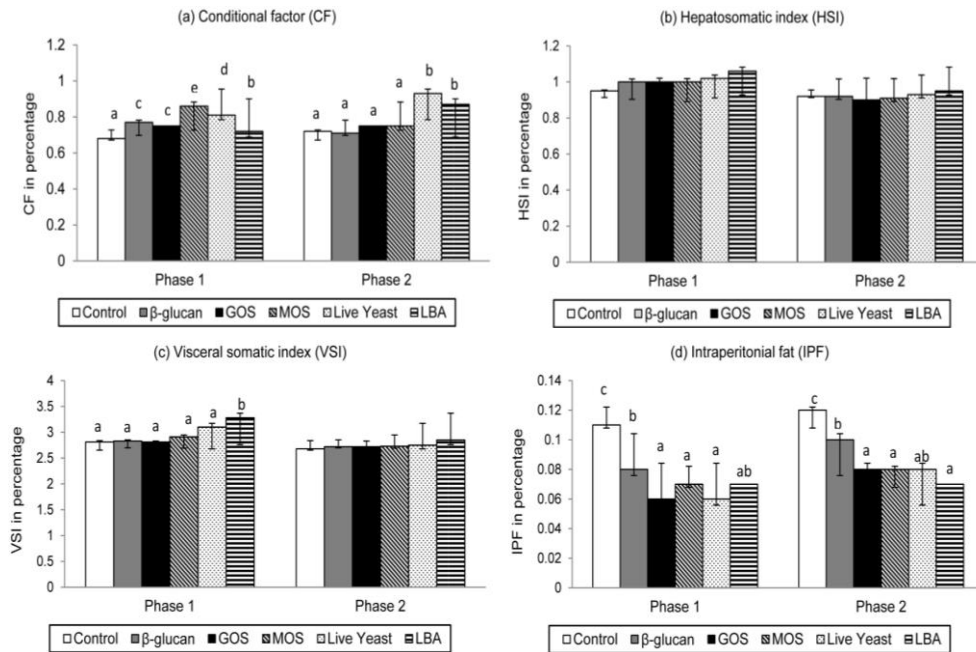 (a) Conditional factor (CF)
CF in percentage
1.2
1
0.8
0.6
0.4
0.2
0
a c c e d b
a a a a b b
Phase 1 Phase 2
Control β-glucan GOS MOS Live Yeast LBA
(b) Hepatosomatic index (HSI)
HSI in percentage
1.2
1
0.8
0.6
0.4
0.2
0
Phase 1 Phase 2
Control β-glucan GOS MOS Live Yeast LBA
(c) Visceral somatic index (VSI)
VSI in percentage
4
3.5
3
2.5
2
1.5
1
0.5
0
a a a a a b
Phase 1 Phase 2
Control β-glucan GOS MOS Live Yeast LBA
(d) Intraperitonial fat (IPF)
IPF in percentage
0.14
0.12
0.1
0.08
0.06
0.04
0.02
0
c b a a a ab
c b a a ab a
Phase 1 Phase 2
Control β-glucan GOS MOS Live Yeast LBA